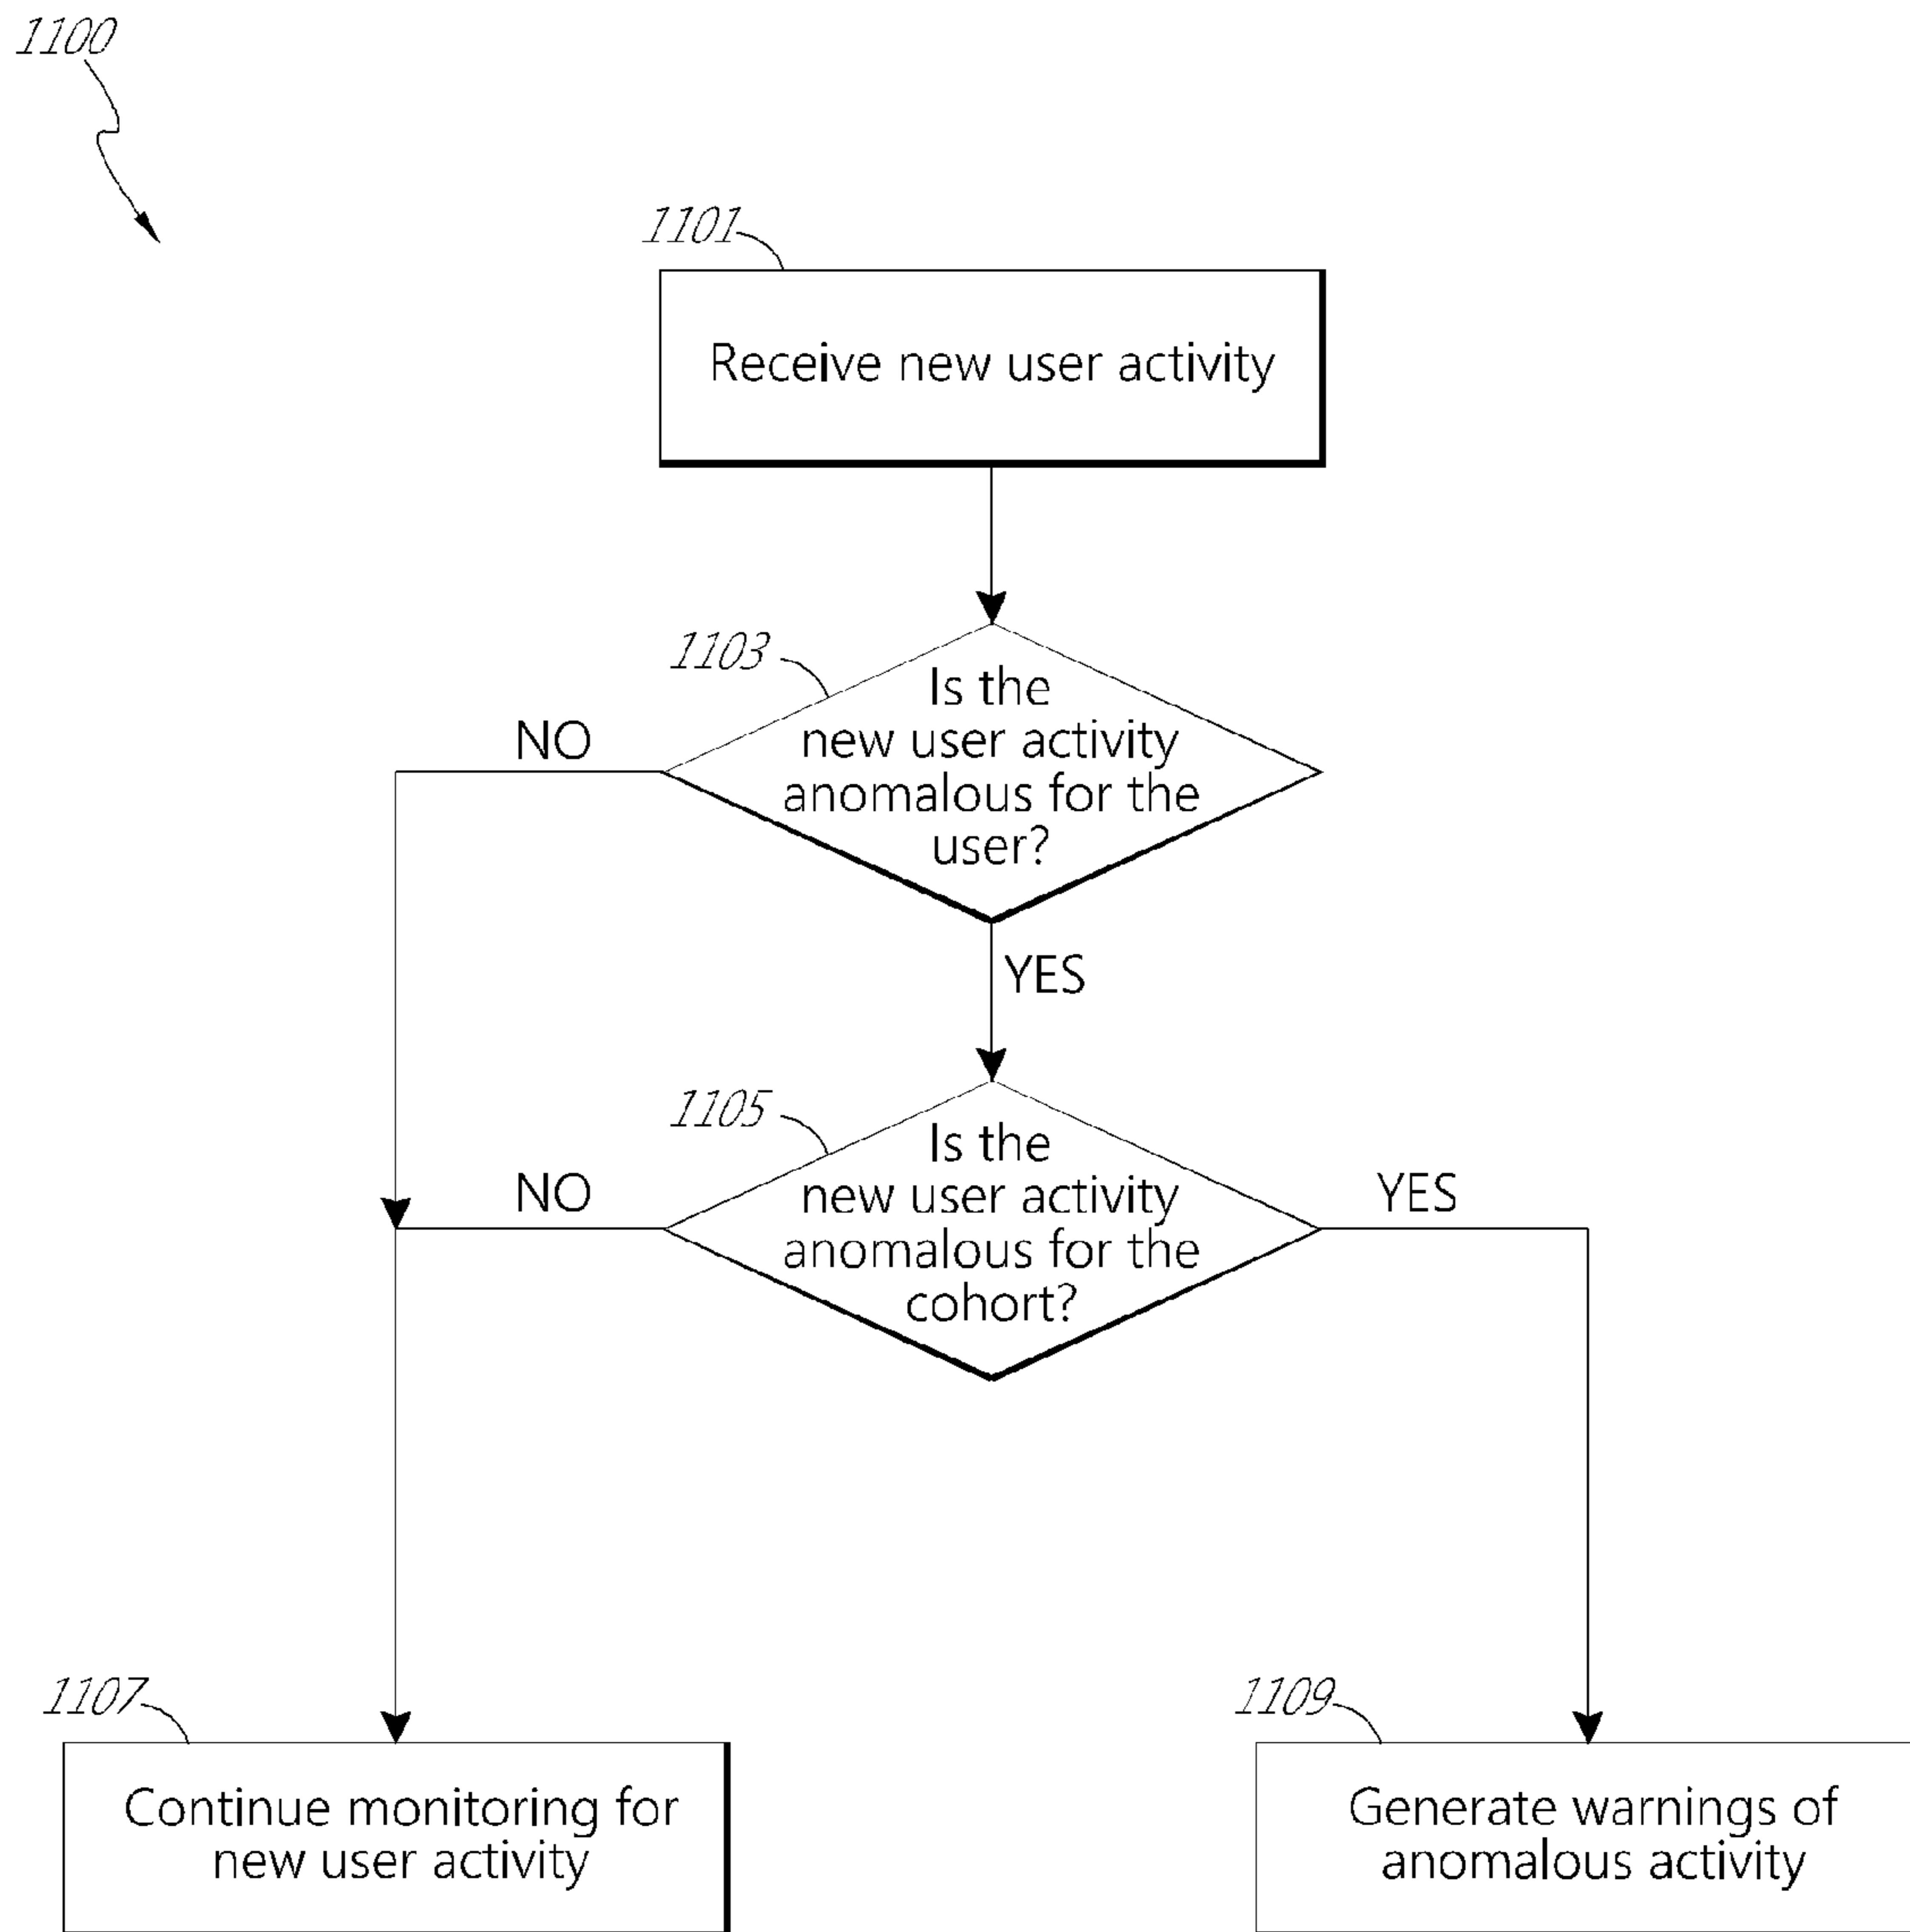 1100
1101
Receive new user activity
1103
Is the
new user activity
anomalous for the
user?
NO
YES
1105
Is the
new user activity
anomalous for the
cohort?
NO
YES
1107
Continue monitoring for
new user activity
1109
Generate warnings of
anomalous activity